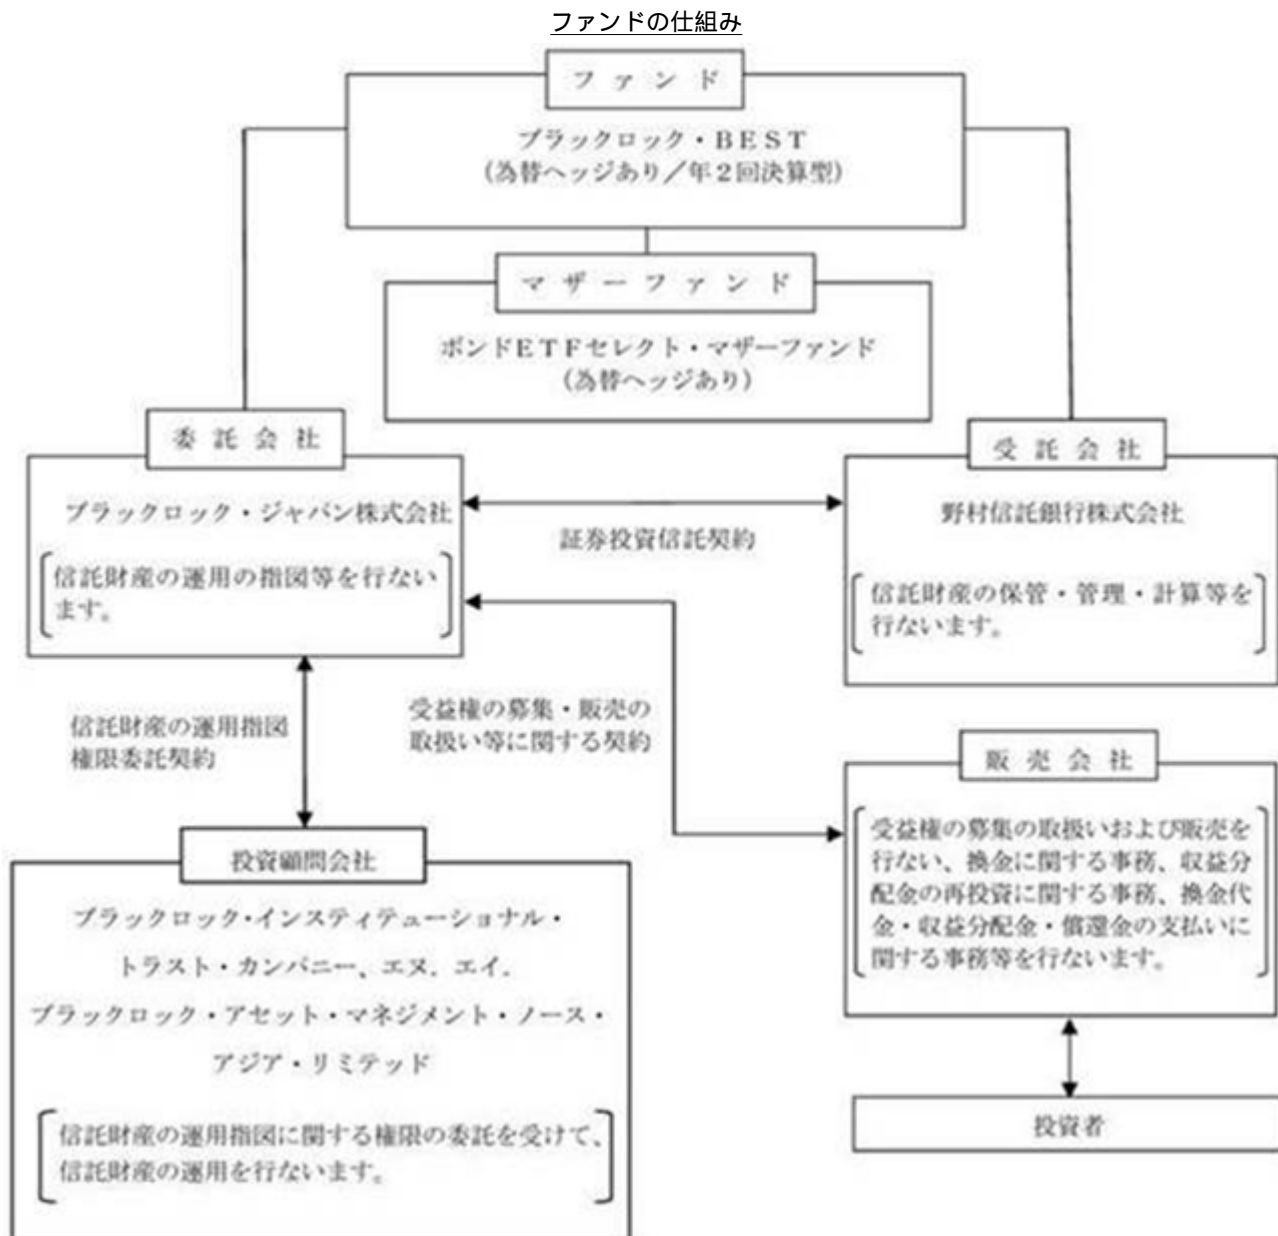 ファンドの仕組み
ファンド
ブラックロック・BEST
(為替ヘッジあり/年2回決算型)
マザーファンド
ボンドETFセレクト・マザーファンド
(為替ヘッジあり)
委託会社
ブラックロック・ジャパン株式会社
信託財産の運用の指図等を行ない
ます。
証券投資信託契約
受託会社
野村信託銀行株式会社
信託財産の保管・管理・計算等を
行ないます。
信託財産の運用指図
権限委託契約
受益権の募集・販売の
取扱い等に関する契約
販売会社
受益権の募集の取扱いおよび販売を
行ない、換金に関する事務、収益分
配金の再投資に関する事務、換金代
金・収益分配金・償還金の支払いに
関する事務等を行ないます。
投資顧問会社
ブラックロック・インスティテューショナル・
トラスト・カンパニー、エヌ．エイ．
ブラックロック・アセット・マネジメント・ノース・
アジア・リミテッド
信託財産の運用指図に関する権限の委託を受けて、
信託財産の運用を行ないます。
投資者